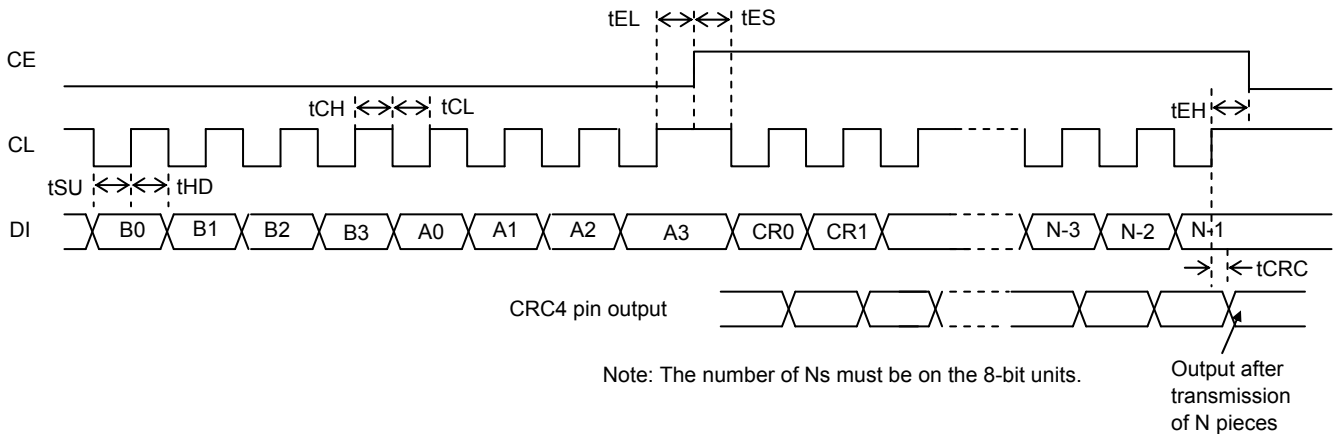 tEL tES
CE
tCH tCL tEH
CL
tSU tHD
DI B0 B1 B2 B3 A0 A1 A2 A3 CR0 CR1 N-3 N-2 N-1
tCRC
CRC4 pin output
Note: The number of Ns must be on the 8-bit units.
Output after
transmission
of N pieces